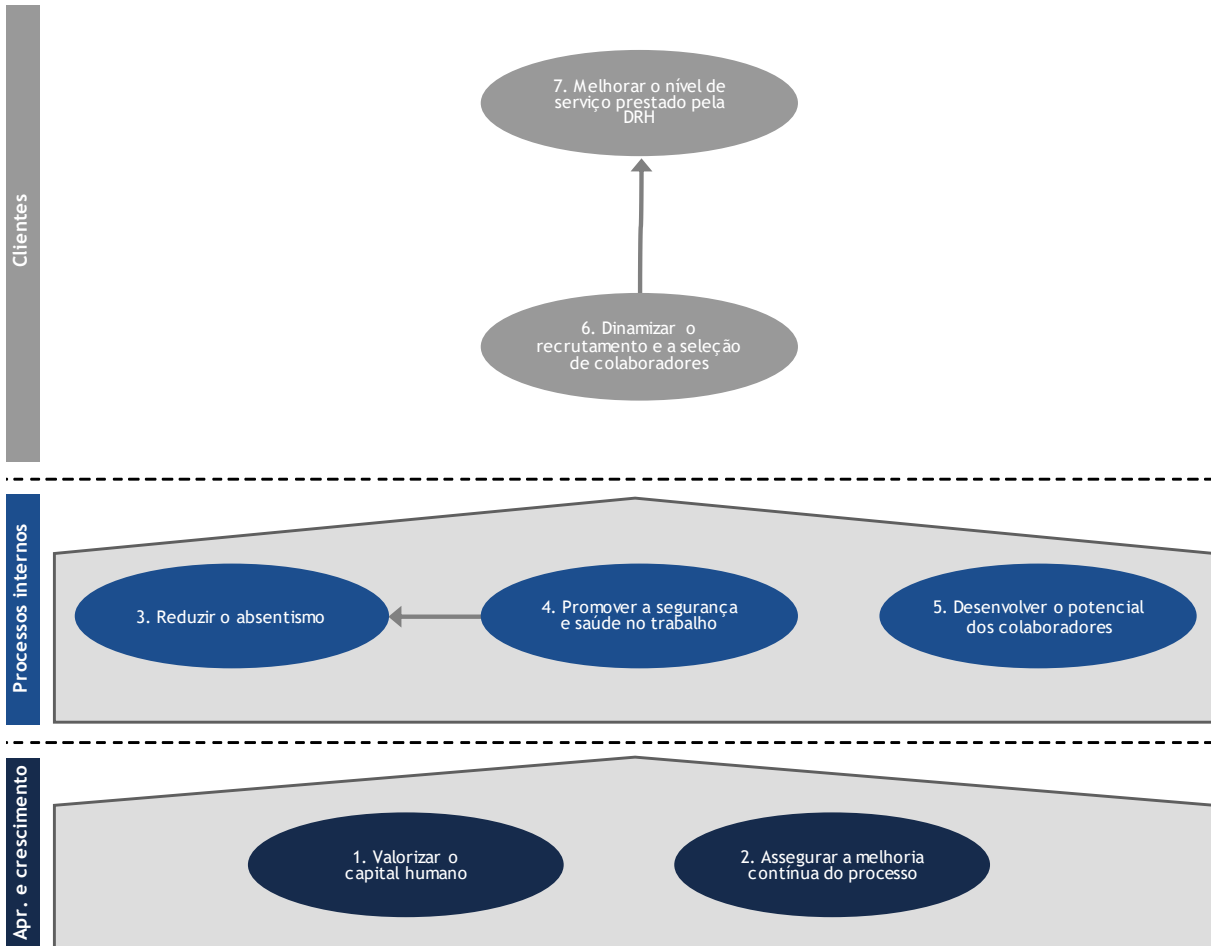 Clientes
7. Melhorar o nível de
serviço prestado pela
DRH
6. Dinamizar o
recrutamento e a seleção
de colaboradores
Processos internos
3. Reduzir o absentismo
4. Promover a segurança
e saúde no trabalho
5. Desenvolver o potencial
dos colaboradores
Apr. e crescimento
1. Valorizar o
capital humano
2. Assegurar a melhoria
contínua do processo